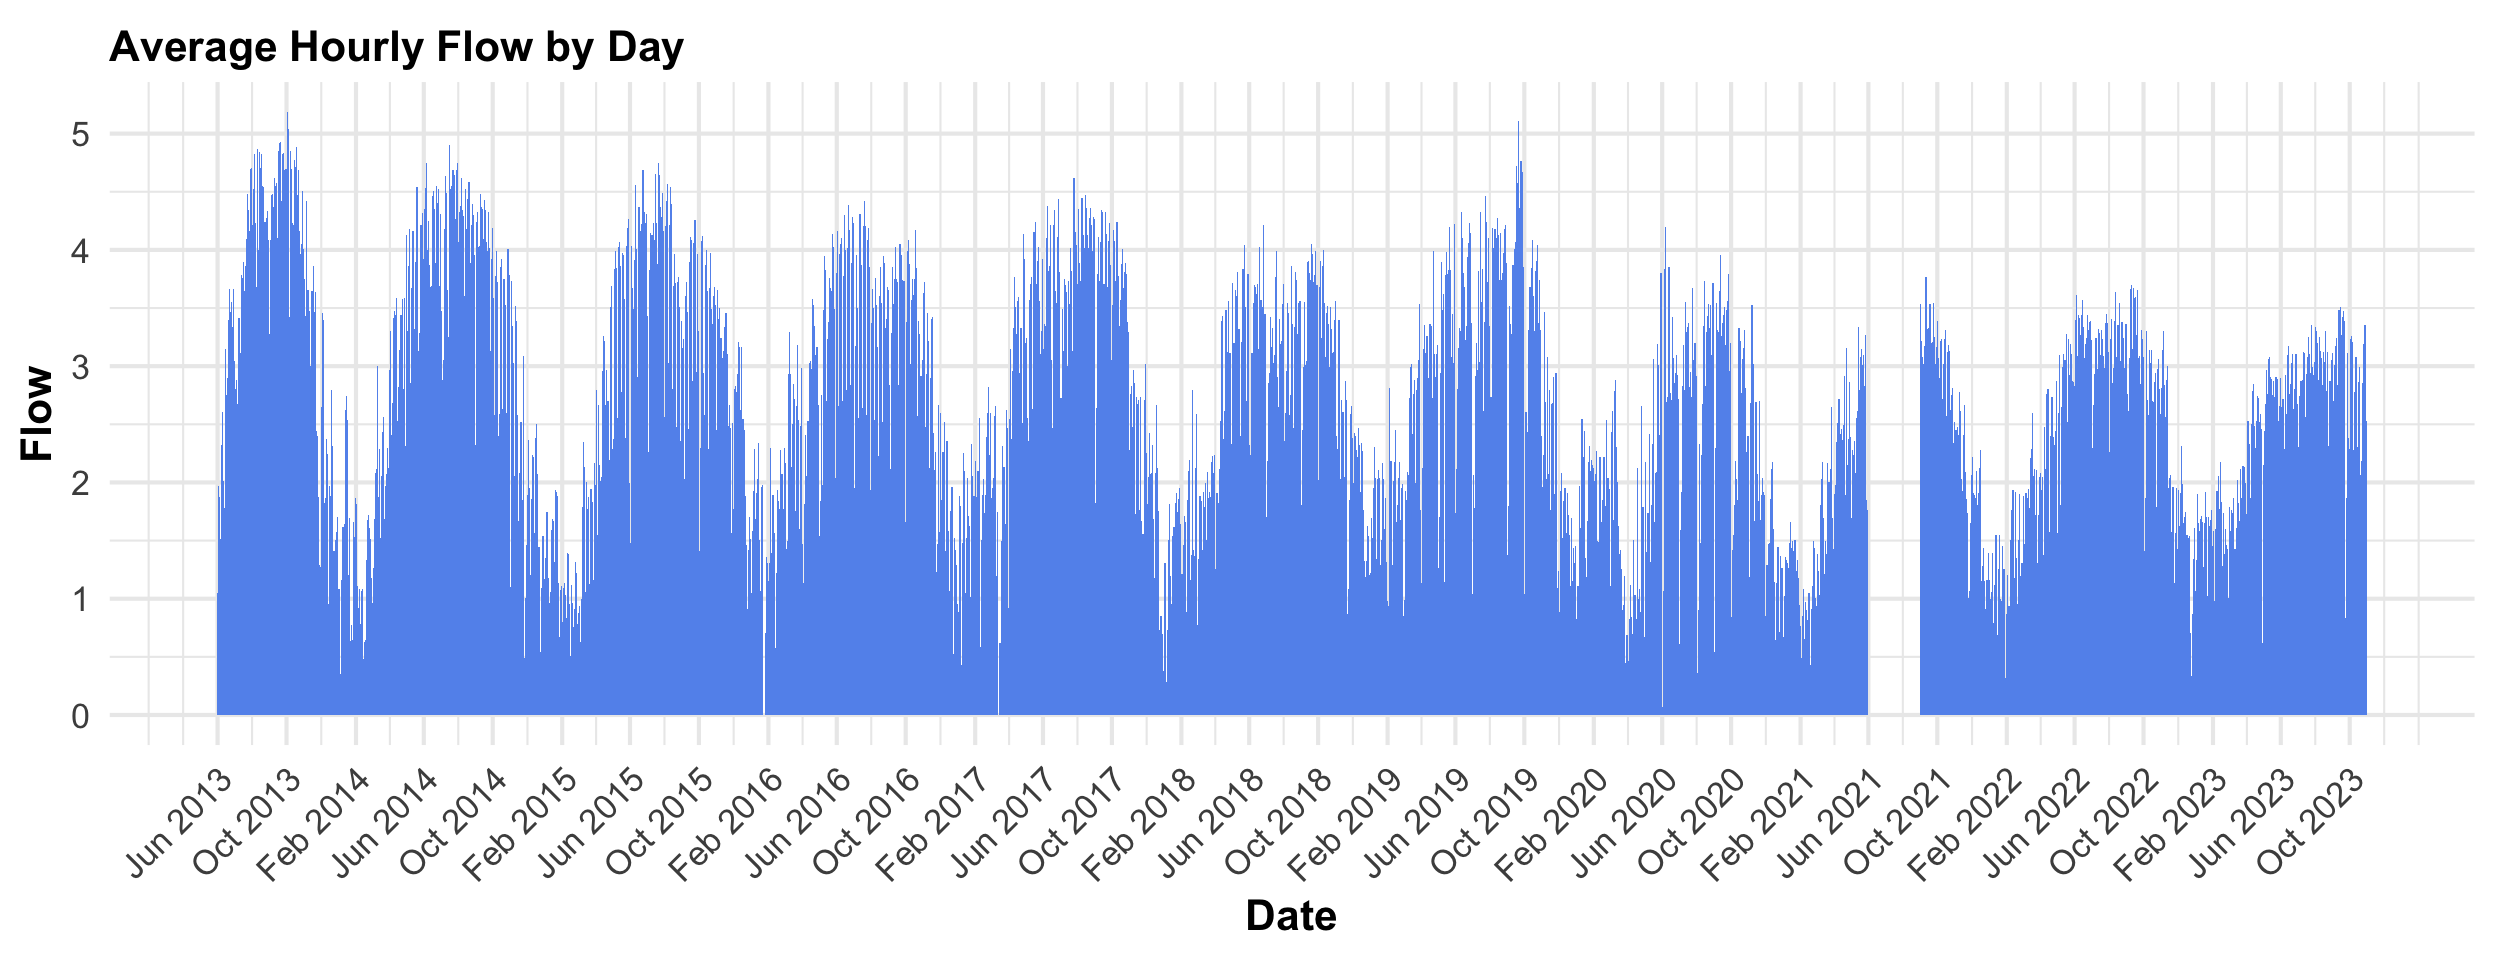 Average Hourly Flow by Day
5
4
3
2
1
0
Flow
Jun 2013
Oct 2013
Feb 2014
Jun 2014
Oct 2014
Feb 2015
Jun 2015
Oct 2015
Feb 2016
Jun 2016
Oct 2016
Feb 2017
Jun 2017
Oct 2017
Feb 2018
Jun 2018
Oct 2018
Feb 2019
Jun 2019
Oct 2019
Feb 2020
Jun 2020
Oct 2020
Feb 2021
Jun 2021
Oct 2021
Feb 2022
Jun 2022
Oct 2022
Feb 2023
Jun 2023
Oct 2023
Date